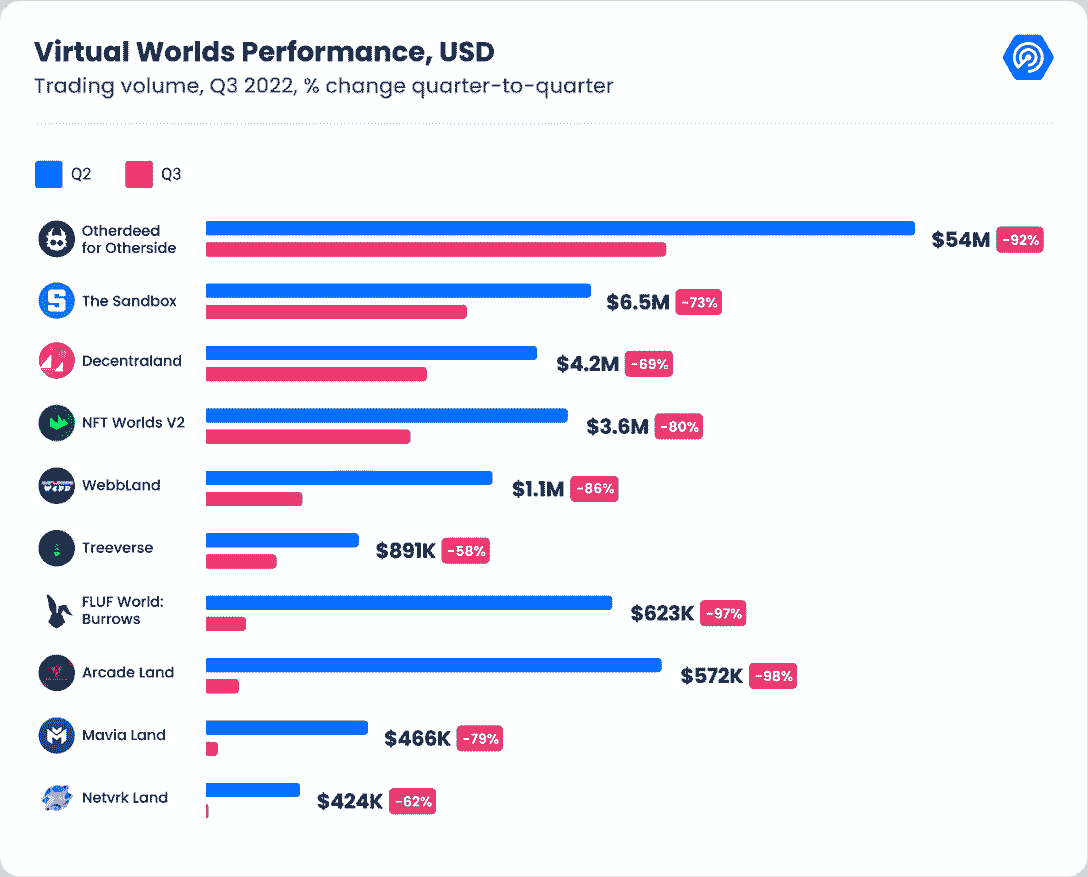 Virtual Worlds Performance, USD
Trading volume, Q3 2022, % change quarter-to-quarter
Q2 Q3
Otherdeed
for Otherside
$54M -92%
The Sandbox $6.5M -73%
Decentraland $4.2M -69%
NFT Worlds V2 $3.6M -80%
WebbLand $1.1M -86%
Treeverse $891K -58%
FLUF World:
Burrows
$623K -97%
Arcade Land $572K -98%
Mavia Land $466K -79%
Netvrk Land $424K -62%